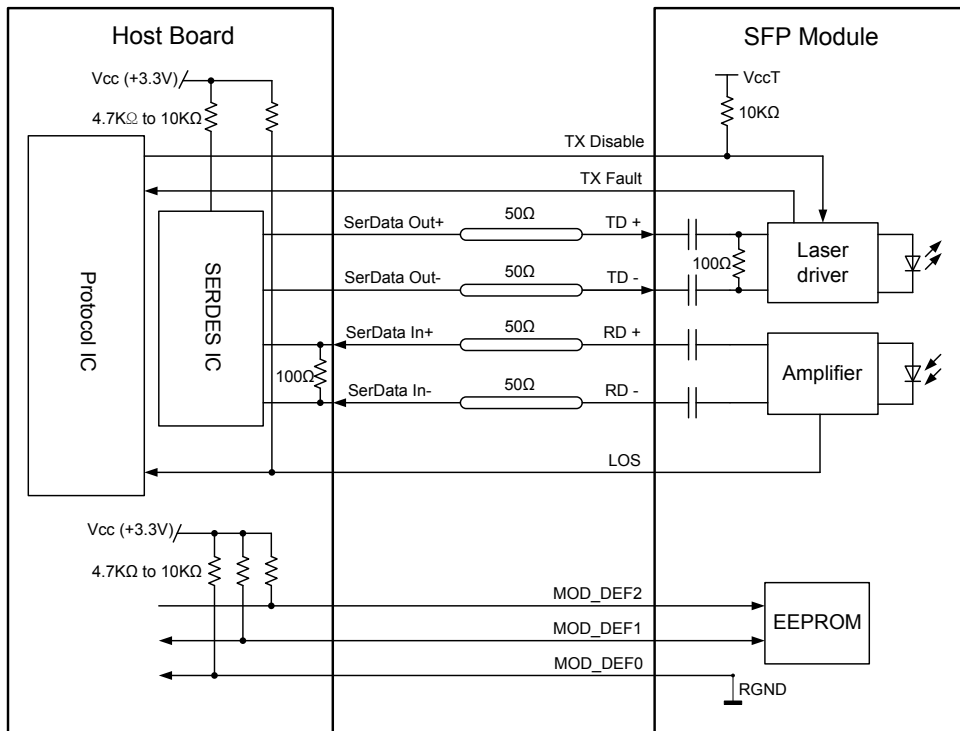 Host Board
SFP Module
Vcc (+3.3V)
VccT
4.7KΩ to 10KΩ
10KΩ
TX Disable
TX Fault
SerData Out+
50Ω
TD +
Protocol IC
SERDES IC
Laser
driver
100Ω
SerData Out-
50Ω
TD -
SerData In+
50Ω
RD +
100Ω
Amplifier
SerData In-
50Ω
RD -
LOS
Vcc (+3.3V)
4.7KΩ to 10KΩ
MOD_DEF2
EEPROM
MOD_DEF1
MOD_DEF0
RGND